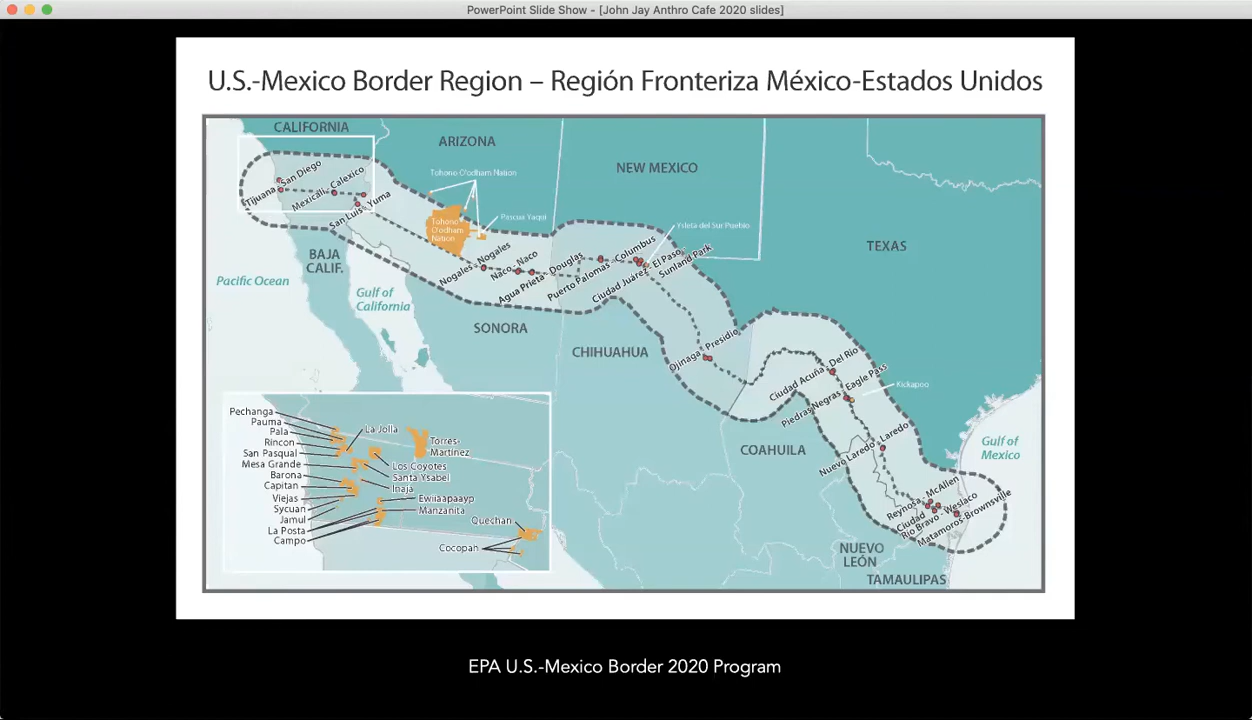 PowerPoint Slide Show - [John Jay Anthro Cafe 2020 slides]
U.S.-Mexico Border Region – Región Fronteriza México-Estados Unidos
CALIFORNIA
ARIZONA
NEW MEXICO
TEXAS
Tohono O'odham Nation
Tohono
O'odham
Nation
Pascua Yaqui
Ysleta del Sur Pueblo
Tijuana - San Diego
Mexicali - Calexico
San Luis - Yuma
Nogales - Nogales
Naco - Naco
Agua Prieta - Douglas
Puerto Palomas - Columbus
Ciudad Juárez - El Paso -
Sunland Park
BAJA
CALIF.
Pacific Ocean
Gulf of
California
SONORA
CHIHUAHUA
Ojinaga - Presidio
Ciudad Acuña - Del Rio
Piedras Negras - Eagle Pass
Kickapoo
COAHUILA
Nuevo Laredo - Laredo
Gulf of
Mexico
Reynosa - McAllen
Ciudad
Rio Bravo - Weslaco
Matamoros-Brownsville
NUEVO
LEÓN
TAMAULIPAS
Pechanga
Pauma
Pala
Rincon
San Pasqual
Mesa Grande
Barona
Capitan
Viejas
Sycuan
Jamul
La Posta
Campo
La Jolla
Torres-
Martinez
Los Coyotes
Santa Ysabel
Inaja
Ewiiaapaayp
Manzanita
Quechan
Cocopah
EPA U.S.-Mexico Border 2020 Program